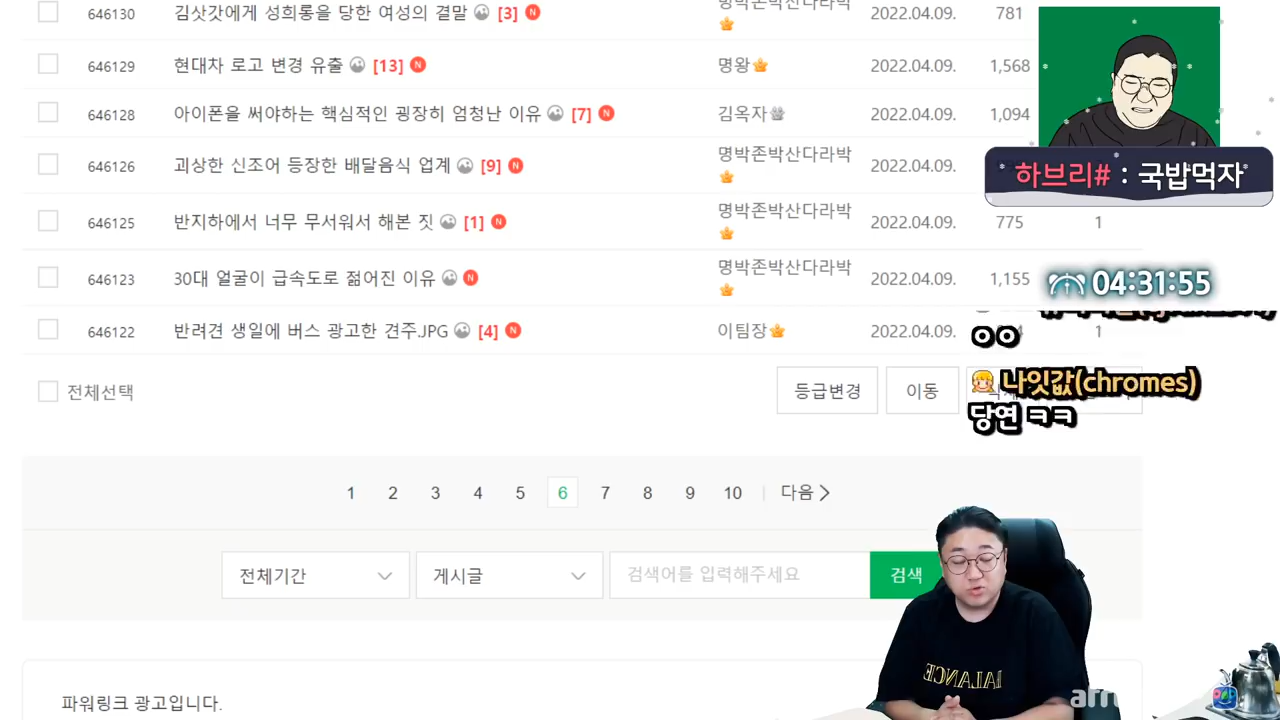 646130 김삿갓에게 성희롱을 당한 여성의 결말 [3] N 명박존박산다라박 2022.04.09. 781
646129 현대차 로고 변경 유출 [13] N 명왕 2022.04.09. 1,568
646128 아이폰을 써야하는 핵심적인 굉장히 엄청난 이유 [7] N 김옥자 2022.04.09. 1,094
646126 괴상한 신조어 등장한 배달음식 업계 [9] N 명박존박산다라박 2022.04.09.
하브리# : 국밥먹자
646125 반지하에서 너무 무서워서 해본 짓 [1] N 명박존박산다라박 2022.04.09. 775 1
646123 30대 얼굴이 급속도로 젊어진 이유 N 명박존박산다라박 2022.04.09. 1,155
04:31:55
646122 반려견 생일에 버스 광고한 견주.JPG [4] N 이팀장 2022.04.09. 1
ㅇㅇ
전체선택 등급변경 이동
나잇값(chromes)
당연 ㅋㅋ
1 2 3 4 5 6 7 8 9 10 다음
전체기간 게시글 검색어를 입력해주세요 검색
BALANCE
파워링크 광고입니다.